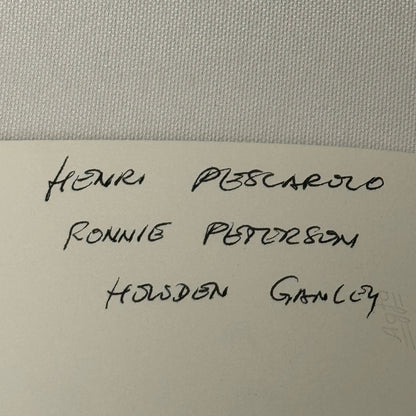 HENRI PESCAROLO
RONNIE PETERSON
HOWDEN GANLEY